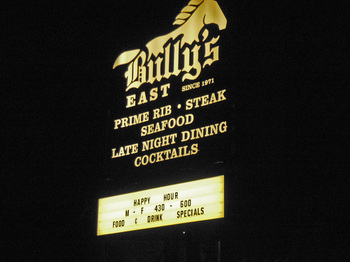 Bully's
EAST SINCE 1971
PRIME RIB • STEAK
SEAFOOD
LATE NIGHT DINING
COCKTAILS
HAPPY HOUR
M - F 430 - 600
FOOD & DRINK SPECIALS